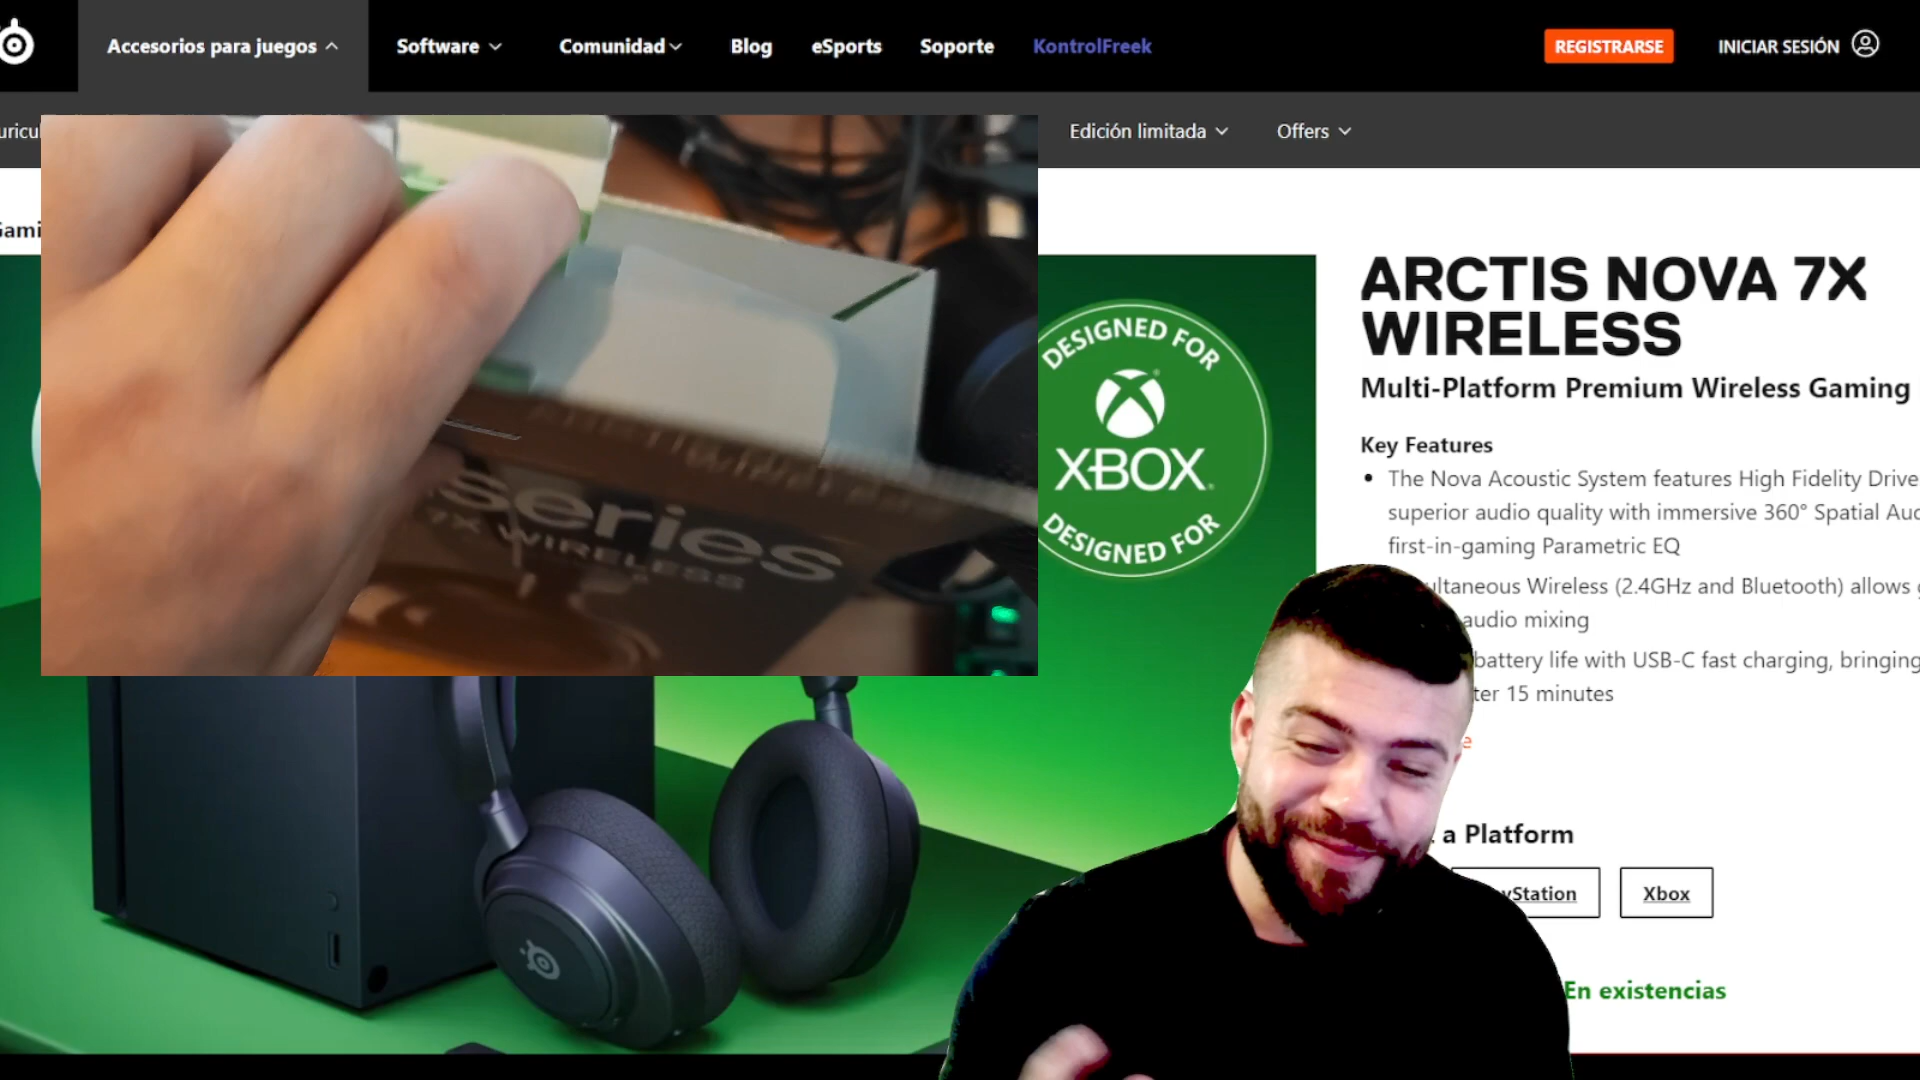 Accesorios para juegos
Software
Comunidad
Blog
eSports
Soporte
KontrolFreek
REGISTRARSE
INICIAR SESIÓN
Edición limitada
Offers
series
7X WIRELESS
DESIGNED FOR
XBOX
DESIGNED FOR
ARCTIS NOVA 7X
WIRELESS
Multi-Platform Premium Wireless Gaming
Key Features
The Nova Acoustic System features High Fidelity Drive
superior audio quality with immersive 360° Spatial Au
first-in-gaming Parametric EQ
ultaneous Wireless (2.4GHz and Bluetooth) allows
audio mixing
battery life with USB-C fast charging, bringing
ter 15 minutes
a Platform
yStation
Xbox
En existencias